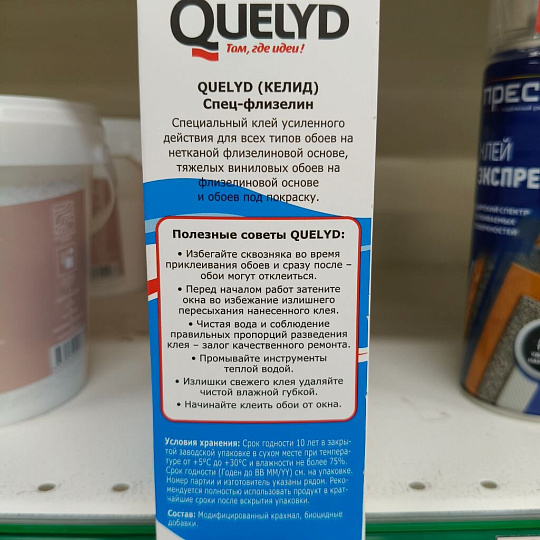 QUELYD
Там, где идеи!
QUELYD (КЕЛИД)
Спец-флизелин
Специальный клей усиленного
действия для всех типов обоев на
нетканой флизелиновой основе,
тяжелых виниловых обоев на
флизелиновой основе
и обоев под покраску.
Полезные советы QUELYD:
• Избегайте сквозняка во время
приклеивания обоев и сразу после –
обои могут отклеиться.
• Перед началом работ затените
окна во избежание излишнего
пересыхания нанесенного клея.
• Чистая вода и соблюдение
правильных пропорций разведения
клея – залог качественного ремонта.
• Промывайте инструменты
теплой водой.
• Излишки свежего клея удаляйте
чистой влажной губкой.
• Начинайте клеить обои от окна.
Условия хранения: Срок годности 10 лет в закры-
той заводской упаковке в сухом месте при темпера-
туре от +5°C до +30°C и влажности не более 75%.
Срок годности (Годен до ВВ ММ/YY) см. на упаковке.
Номер партии и изготовитель указаны рядом. Реко-
мендуется полностью использовать продукт в крат-
чайшие сроки после вскрытия упаковки.
Состав: Модифицированный крахмал, биоцидные
добавки.
ПРЕС
КЛЕЙ
ЭКСПРЕ